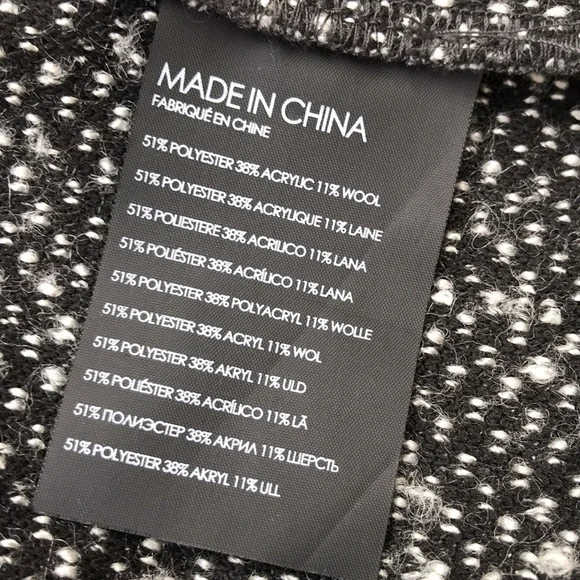 MADE IN CHINA
FABRIQUÉ EN CHINE
51% POLYESTER 38% ACRYLIC 11% WOOL
51% POLYESTER 38% ACRYLIQUE 11% LAINE
51% POLIESTERE 38% ACRILICO 11% LANA
51% POLIÉSTER 38% ACRÍLICO 11% LANA
51% POLYESTER 38% POLYACRYL 11% WOLLE
51% POLYESTER 38% ACRYL 11% WOL
51% POLYESTER 38% AKRYL 11% ULD
51% POLIÉSTER 38% ACRÍLICO 11% LÃ
51% ПОЛИЭСТЕР 38% АКРИЛ 11% ШЕРСТЬ
51% POLYESTER 38% AKRYL 11% ULL